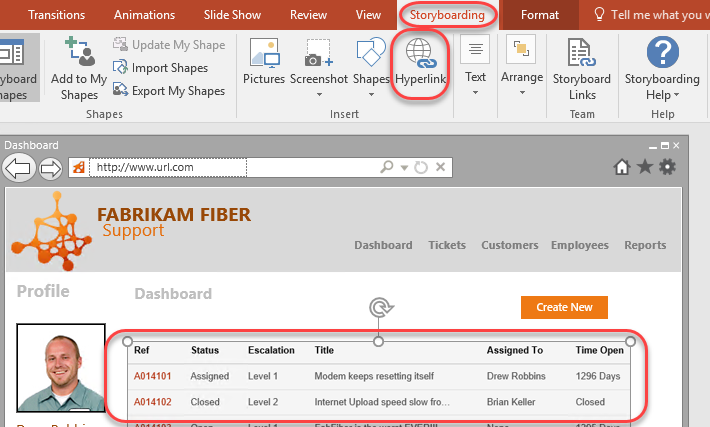 Transitions Animations Slide Show Review View Storyboarding Format Tell me what you w
yboard
hapes
Add to My
Shapes
Update My Shape
Import Shapes
Export My Shapes
Shapes
Pictures Screenshot Shapes Hyperlink
Insert
Text
Arrange
Storyboard
Links
Team
Storyboarding
Help
Help
Dashboard
http://www.url.com
FABRIKAM FIBER
Support
Dashboard Tickets Customers Employees Reports
Profile
Dashboard
Create New
Ref Status Escalation Title Assigned To Time Open
A014101 Assigned Level 1 Modem keeps resetting itself Drew Robbins 1296 Days
A014102 Closed Level 2 Internet Upload speed slow fro... Brian Keller Closed